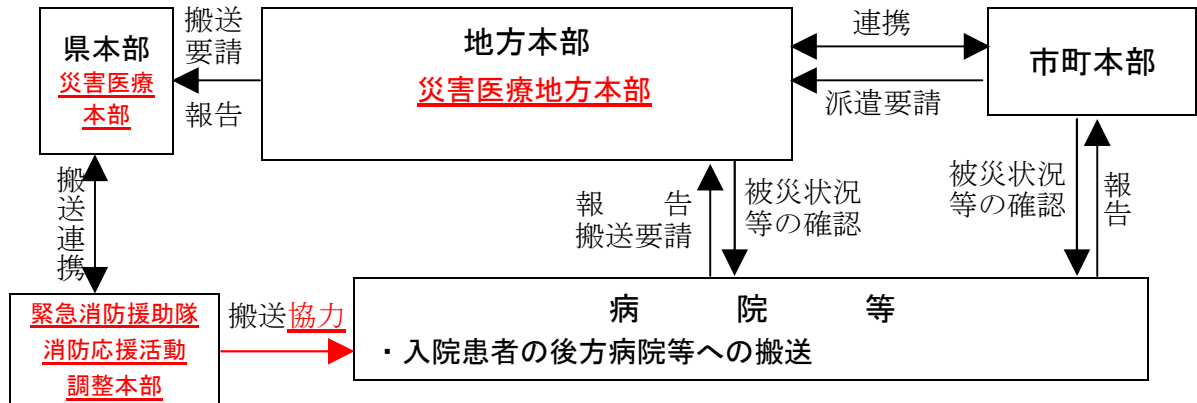 県本部
災害医療
本部
搬送
要請
報告
地方本部
災害医療地方本部
連携
派遣要請
市町本部
搬送連携
報　　告
搬送要請
被災状況
等の確認
被災状況
等の確認
報告
緊急消防援助隊
消防応援活動
調整本部
搬送協力
病　　院　　等
・入院患者の後方病院等への搬送